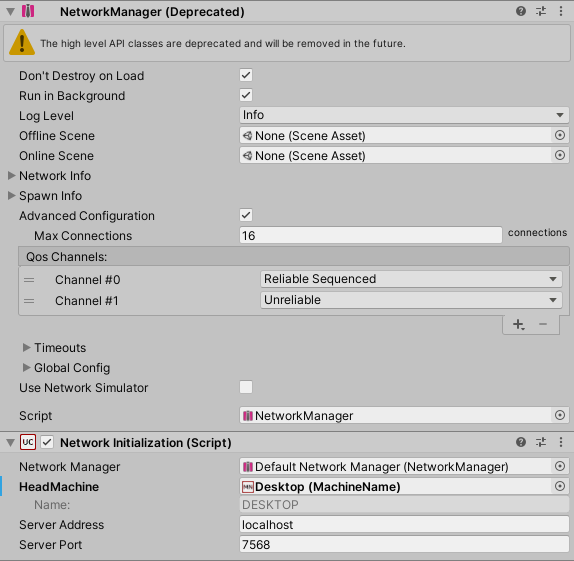 NetworkManager (Deprecated)
The high level API classes are deprecated and will be removed in the future.
Don't Destroy on Load
Run in Background
Log Level Info
Offline Scene None (Scene Asset)
Online Scene None (Scene Asset)
Network Info
Spawn Info
Advanced Configuration
Max Connections 16 connections
Qos Channels:
Channel #0 Reliable Sequenced
Channel #1 Unreliable
Timeouts
Global Config
Use Network Simulator
Script NetworkManager
UC Network Initialization (Script)
Network Manager Default Network Manager (NetworkManager)
HeadMachine MN Desktop (MachineName)
Name: DESKTOP
Server Address localhost
Server Port 7568